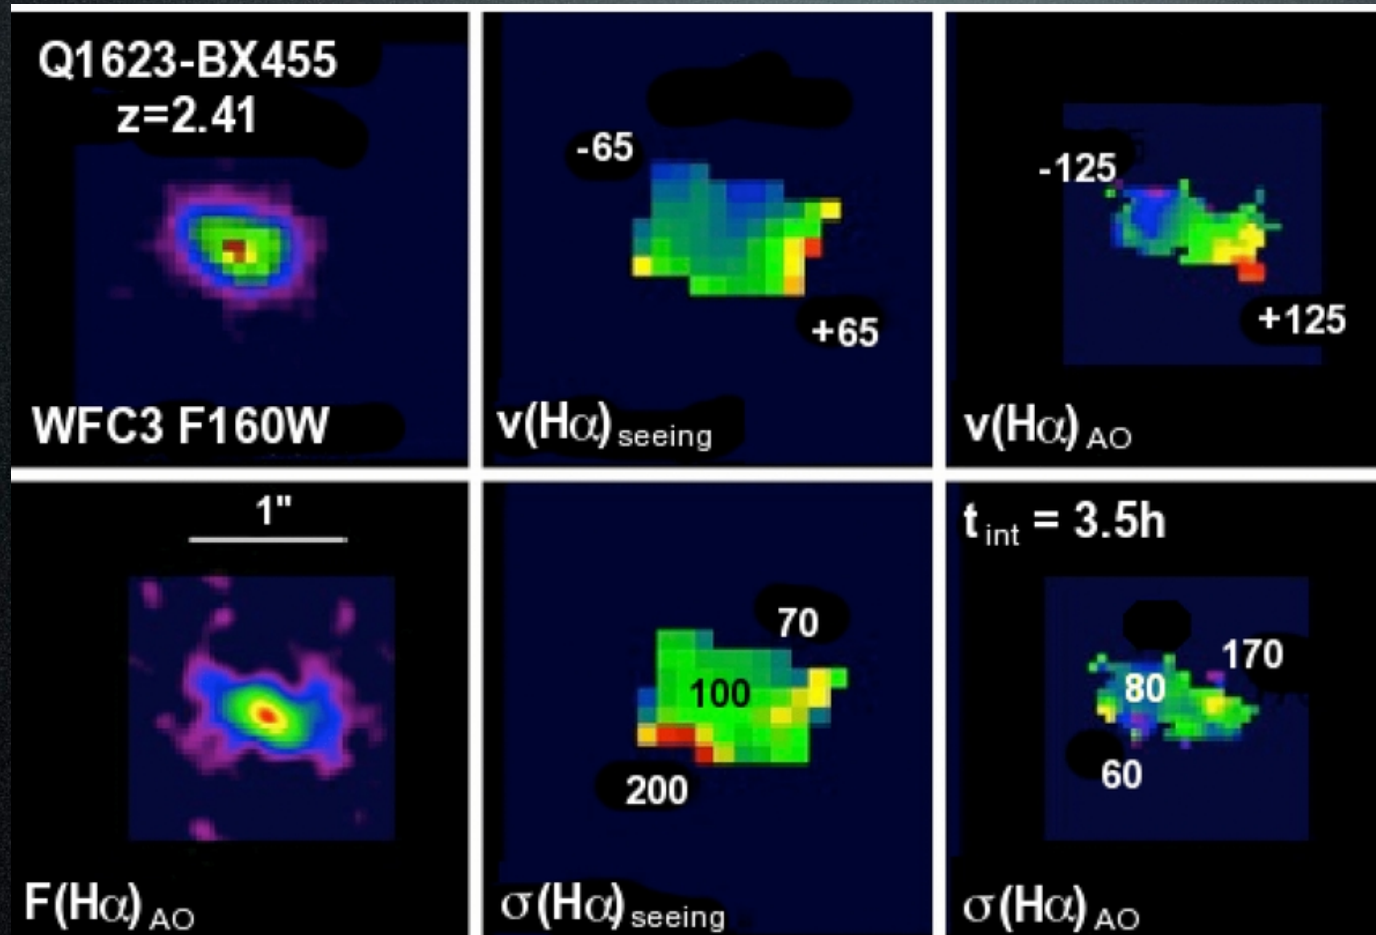 Q1623-BX455
z=2.41
WFC3 F160W
-65
+65
v(Hα) seeing
-125
+125
v(Hα) AO
1"
F(Hα) AO
70
100
200
σ(Hα) seeing
t int = 3.5h
170
80
60
σ(Hα) AO